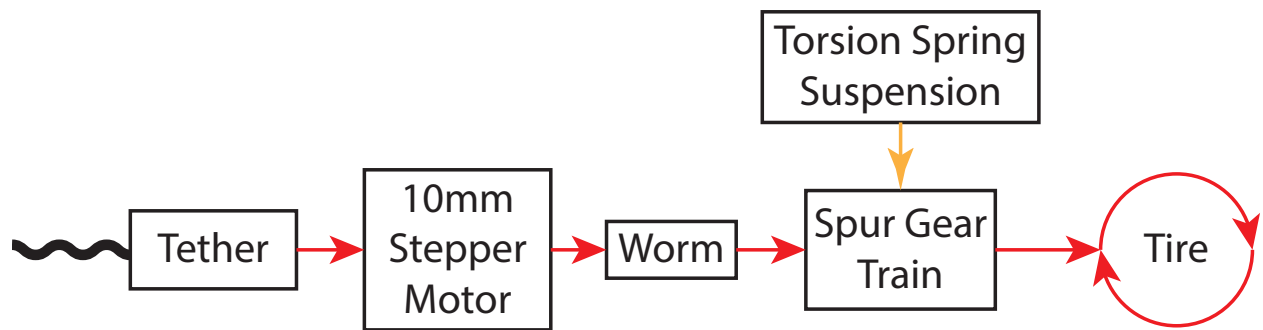 Torsion Spring
Suspension
Tether
10mm
Stepper
Motor
Worm
Spur Gear
Train
Tire